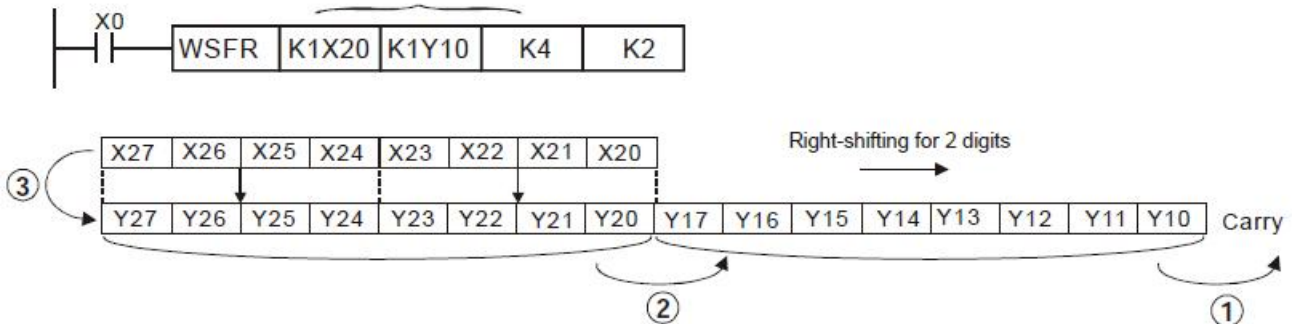 X0
WSFR K1X20 K1Y10 K4 K2
X27 X26 X25 X24 X23 X22 X21 X20
Right-shifting for 2 digits
3
Y27 Y26 Y25 Y24 Y23 Y22 Y21 Y20 Y17 Y16 Y15 Y14 Y13 Y12 Y11 Y10 Carry
2
1